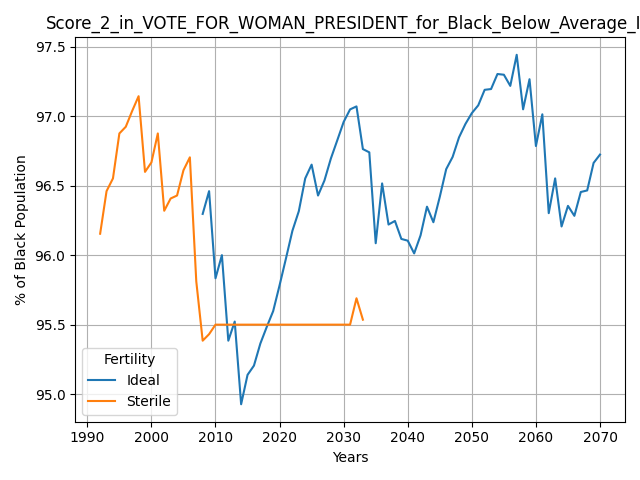 Score_2_in_VOTE_FOR_WOMAN_PRESIDENT_for_Black_Below_Average_
97.5
97.0
96.5
96.0
95.5
95.0
% of Black Population
Fertility
Ideal
Sterile
1990 2000 2010 2020 2030 2040 2050 2060 2070
Years